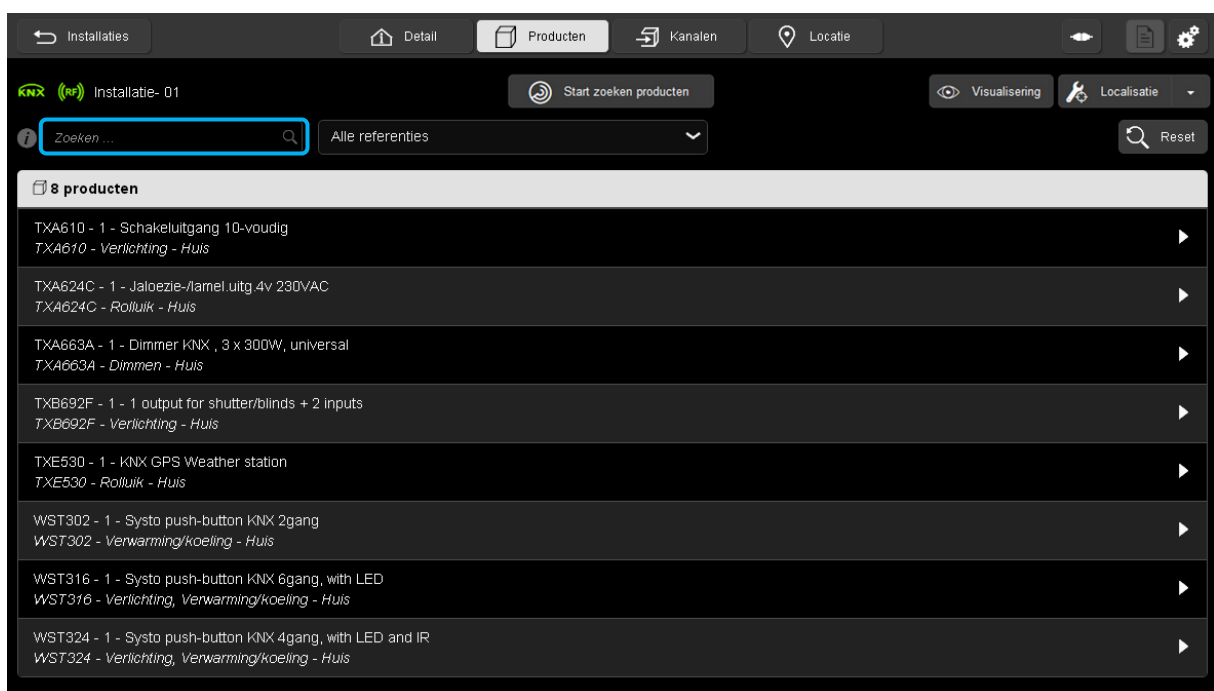 Installaties
Detail
Producten
Kanalen
Locatie
KNX ((RF)) Installatie- 01
Start zoeken producten
Visualisering
Localisatie
i
Zoeken ...
Alle referenties
Reset
8 producten
TXA610 - 1 - Schakeluitgang 10-voudig
TXA610 - Verlichting - Huis
TXA624C - 1 - Jaloezie-/lamel.uitg.4v 230VAC
TXA624C - Rolluik - Huis
TXA663A - 1 - Dimmer KNX , 3 x 300W, universal
TXA663A - Dimmen - Huis
TXB692F - 1 - 1 output for shutter/blinds + 2 inputs
TXB692F - Verlichting - Huis
TXE530 - 1 - KNX GPS Weather station
TXE530 - Rolluik - Huis
WST302 - 1 - Systo push-button KNX 2gang
WST302 - Verwarming/koeling - Huis
WST316 - 1 - Systo push-button KNX 6gang, with LED
WST316 - Verlichting, Verwarming/koeling - Huis
WST324 - 1 - Systo push-button KNX 4gang, with LED and IR
WST324 - Verlichting, Verwarming/koeling - Huis